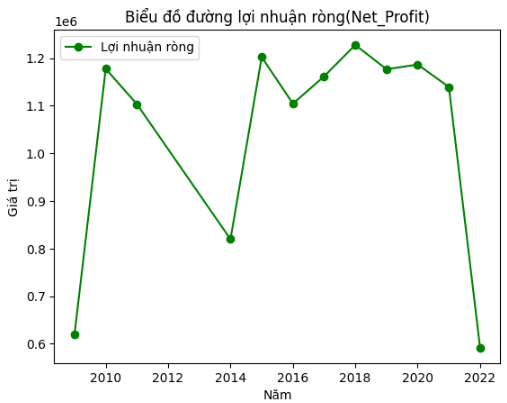 Biểu đồ đường lợi nhuận ròng(Net_Profit)
1e6
Lợi nhuận ròng
1.2
1.1
1.0
0.9
0.8
0.7
0.6
Giá trị
2010 2012 2014 2016 2018 2020 2022
Năm